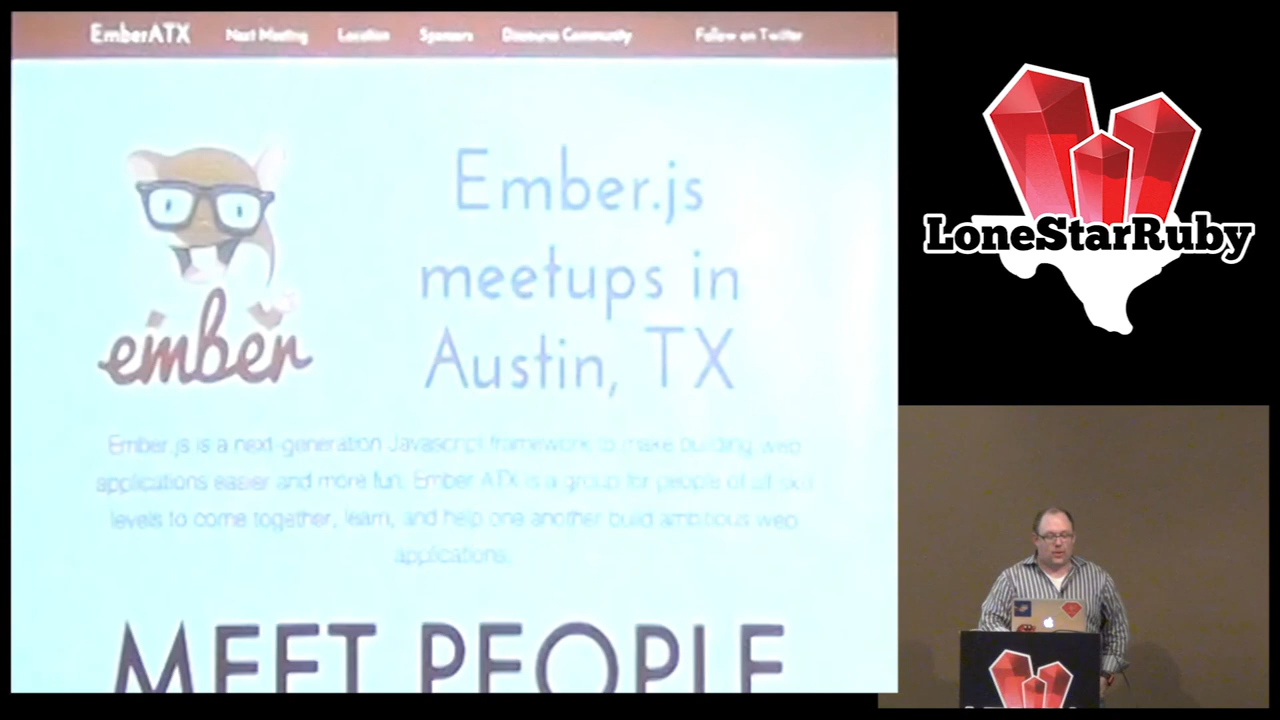 EmberATX Next Meeting Location Sponsors Discourse Community Follow on Twitter
Ember.js
meetups in
Austin, TX
ember
Ember.js is a next-generation Javascript framework to make building web
applications easier and more fun. Ember ATX is a group for people of all skill
levels to come together, learn, and help one another build ambitious web
applications.
MEET PEOPLE
LoneStarRuby